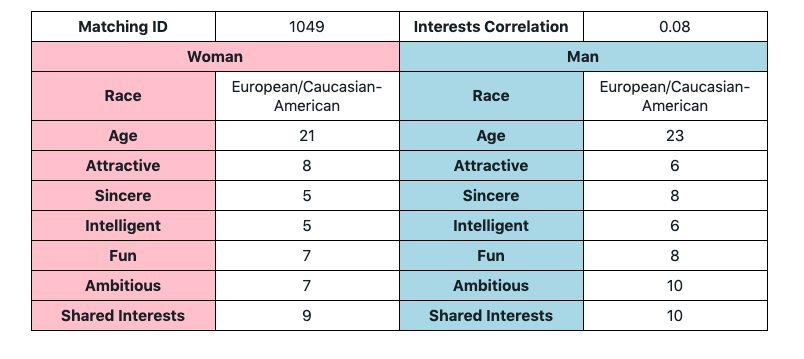 Matching ID 1049 Interests Correlation 0.08
Woman Man
Race European/Caucasian-American Race European/Caucasian-American
Age 21 Age 23
Attractive 8 Attractive 6
Sincere 5 Sincere 8
Intelligent 5 Intelligent 6
Fun 7 Fun 8
Ambitious 7 Ambitious 10
Shared Interests 9 Shared Interests 10